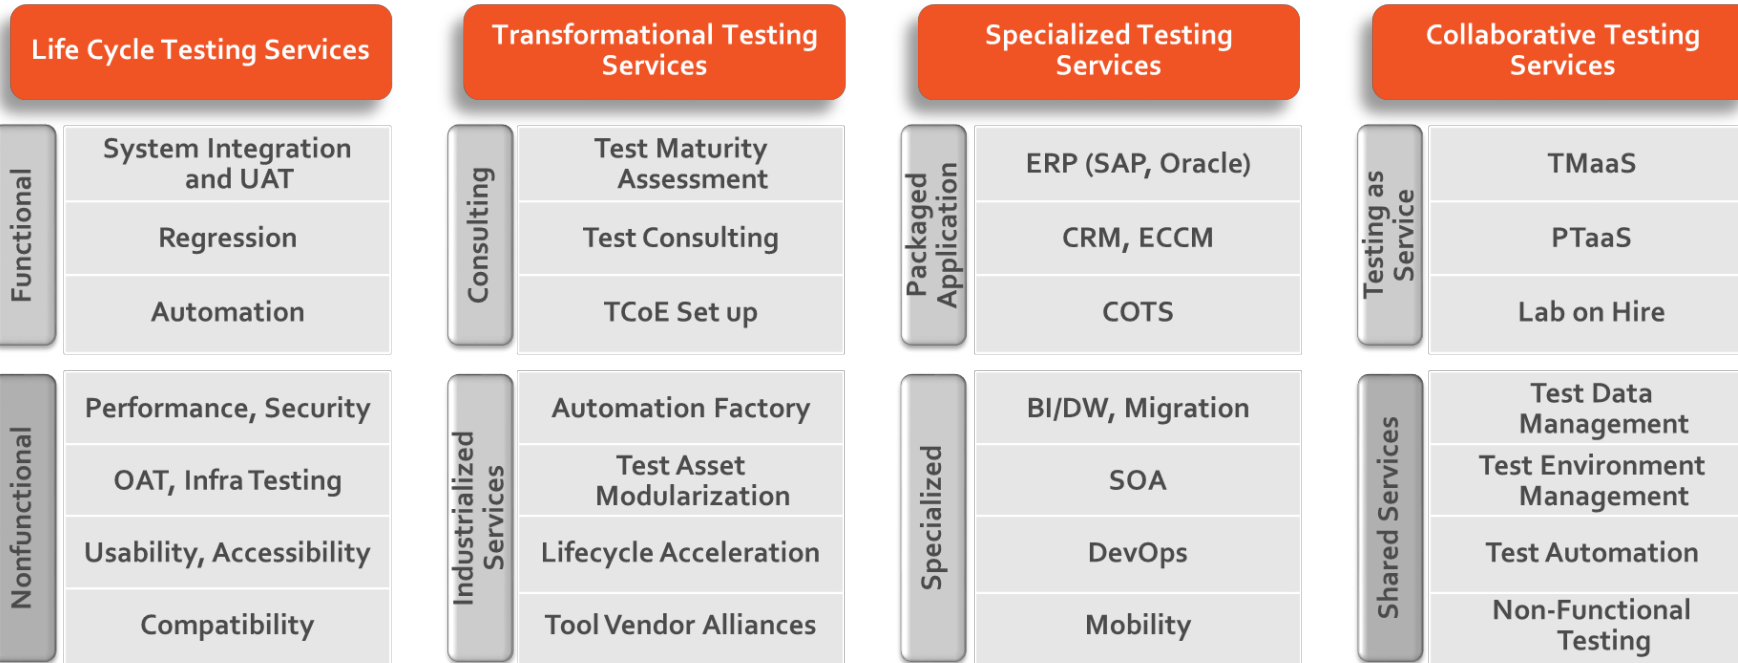 Life Cycle Testing Services
Functional
System Integration
and UAT
Regression
Automation
Nonfunctional
Performance, Security
OAT, Infra Testing
Usability, Accessibility
Compatibility
Transformational Testing
Services
Consulting
Test Maturity
Assessment
Test Consulting
TCoE Set up
Industrialized
Services
Automation Factory
Test Asset
Modularization
Lifecycle Acceleration
Tool Vendor Alliances
Specialized Testing
Services
Packaged
Application
ERP (SAP, Oracle)
CRM, ECCM
COTS
Specialized
BI/DW, Migration
SOA
DevOps
Mobility
Collaborative Testing
Services
Testing as
Service
TMaaS
PTaaS
Lab on Hire
Shared Services
Test Data
Management
Test Environment
Management
Test Automation
Non-Functional
Testing